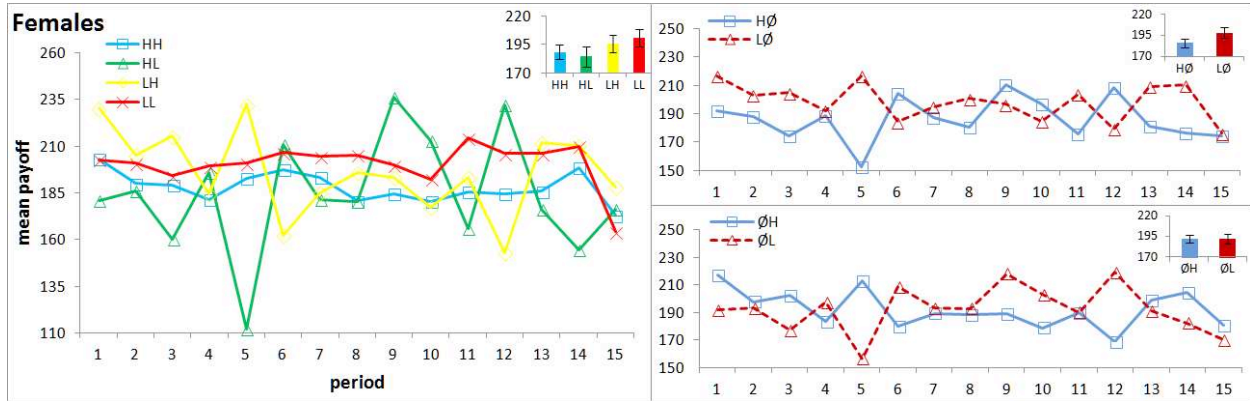 Females
260
235
210
185
160
135
110
mean payoff
HH
HL
LH
LL
220
195
170
HH HL LH LL
1 2 3 4 5 6 7 8 9 10 11 12 13 14 15
period
250
230
210
190
170
150
HØ
LØ
220
195
170
HØ LØ
1 2 3 4 5 6 7 8 9 10 11 12 13 14 15
250
230
210
190
170
150
ØH
ØL
220
195
170
ØH ØL
1 2 3 4 5 6 7 8 9 10 11 12 13 14 15